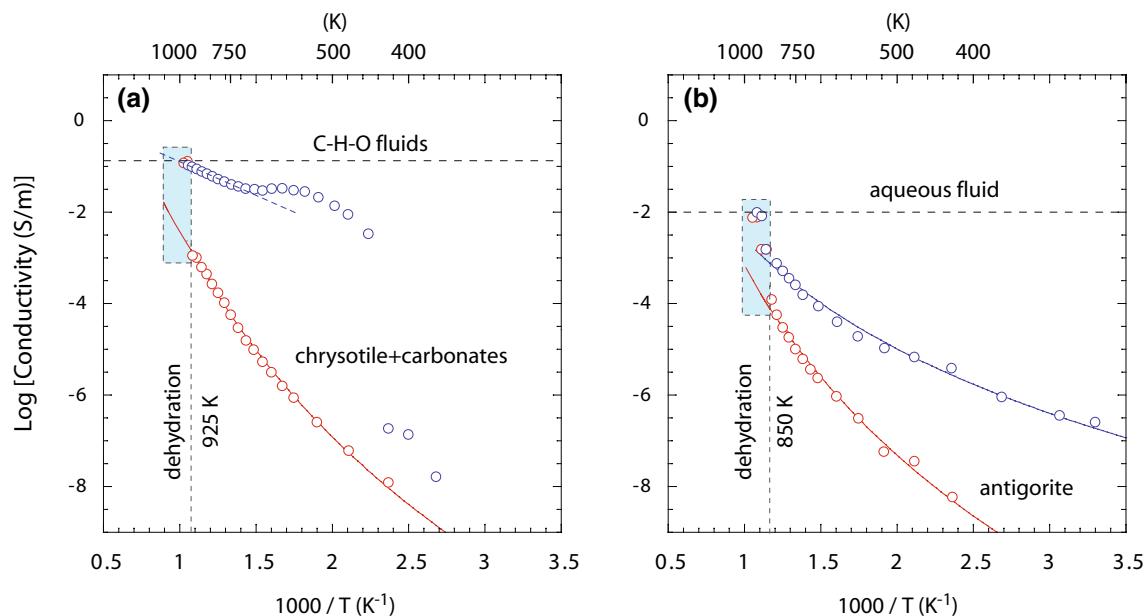 (K)
1000 750 500 400
(a)
0
-2
-4
-6
-8
Log [Conductivity (S/m)]
C-H-O fluids
chrysotile+carbonates
dehydration
925 K
0.5 1 1.5 2 2.5 3 3.5
1000 / T (K-1)
(K)
1000 750 500 400
(b)
0
-2
-4
-6
-8
aqueous fluid
antigorite
dehydration
850 K
0.5 1 1.5 2 2.5 3 3.5
1000 / T (K-1)